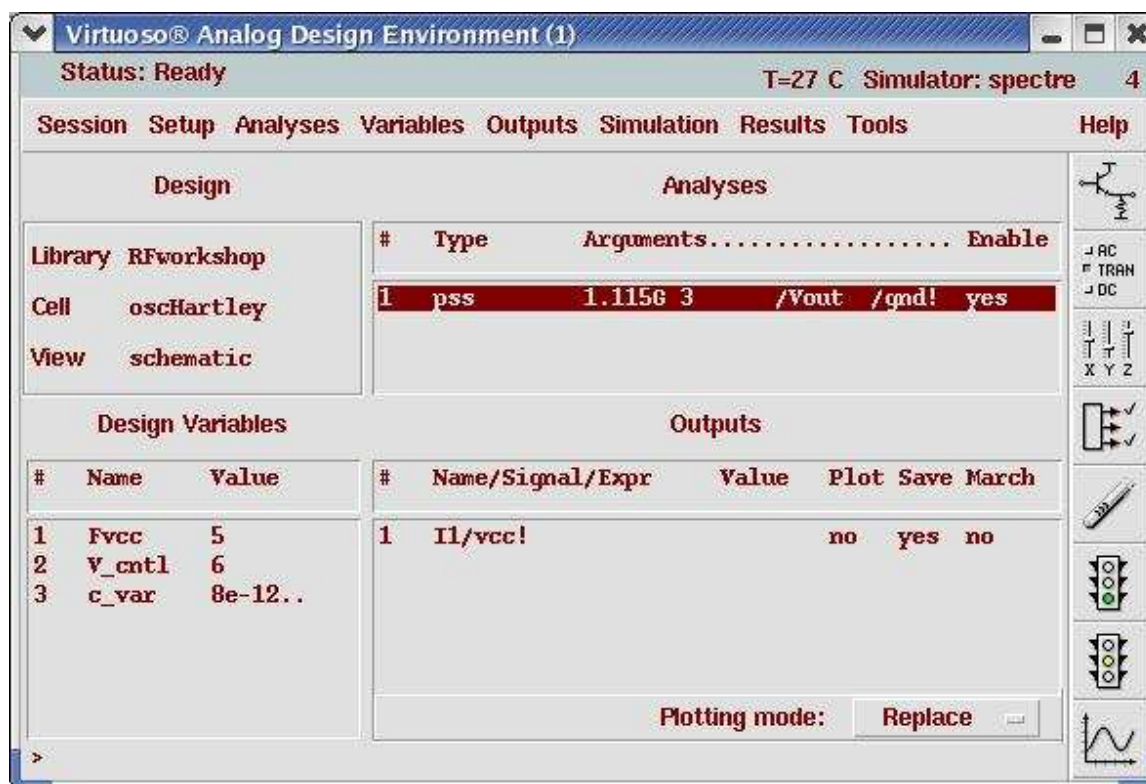 Virtuoso® Analog Design Environment (1)
Status: Ready T=27 C Simulator: spectre 4
Session Setup Analyses Variables Outputs Simulation Results Tools Help
Design
Library RFworkshop
Cell oscHartley
View schematic
Analyses
# Type Arguments................... Enable
1 pss 1.115G 3 /Vout /gnd! yes
Design Variables
# Name Value
1 Fvcc 5
2 V_cntl 6
3 c_var 8e-12..
Outputs
# Name/Signal/Expr Value Plot Save March
1 I1/vcc! no yes no
Plotting mode: Replace
>
AC
TRAN
DC
X Y Z